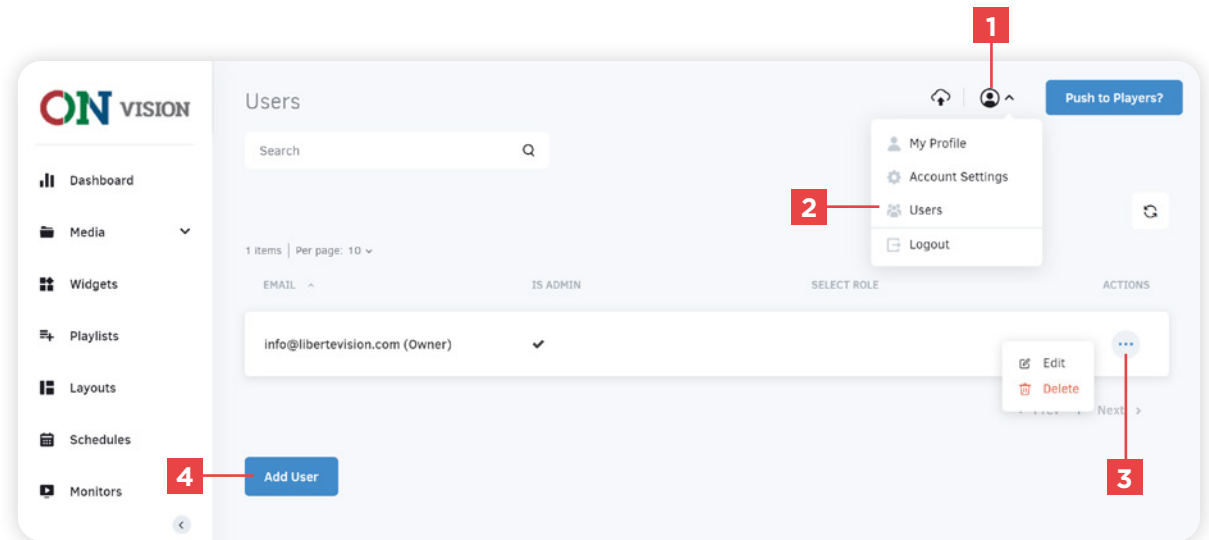 1
ON VISION
Users
Push to Players?
Search
My Profile
Account Settings
2
Users
Logout
Dashboard
Media
Widgets
Playlists
Layouts
Schedules
Monitors
1 items | Per page: 10
EMAIL
IS ADMIN
SELECT ROLE
ACTIONS
info@libertevision.com (Owner)
Edit
Delete
Next >
4
Add User
3